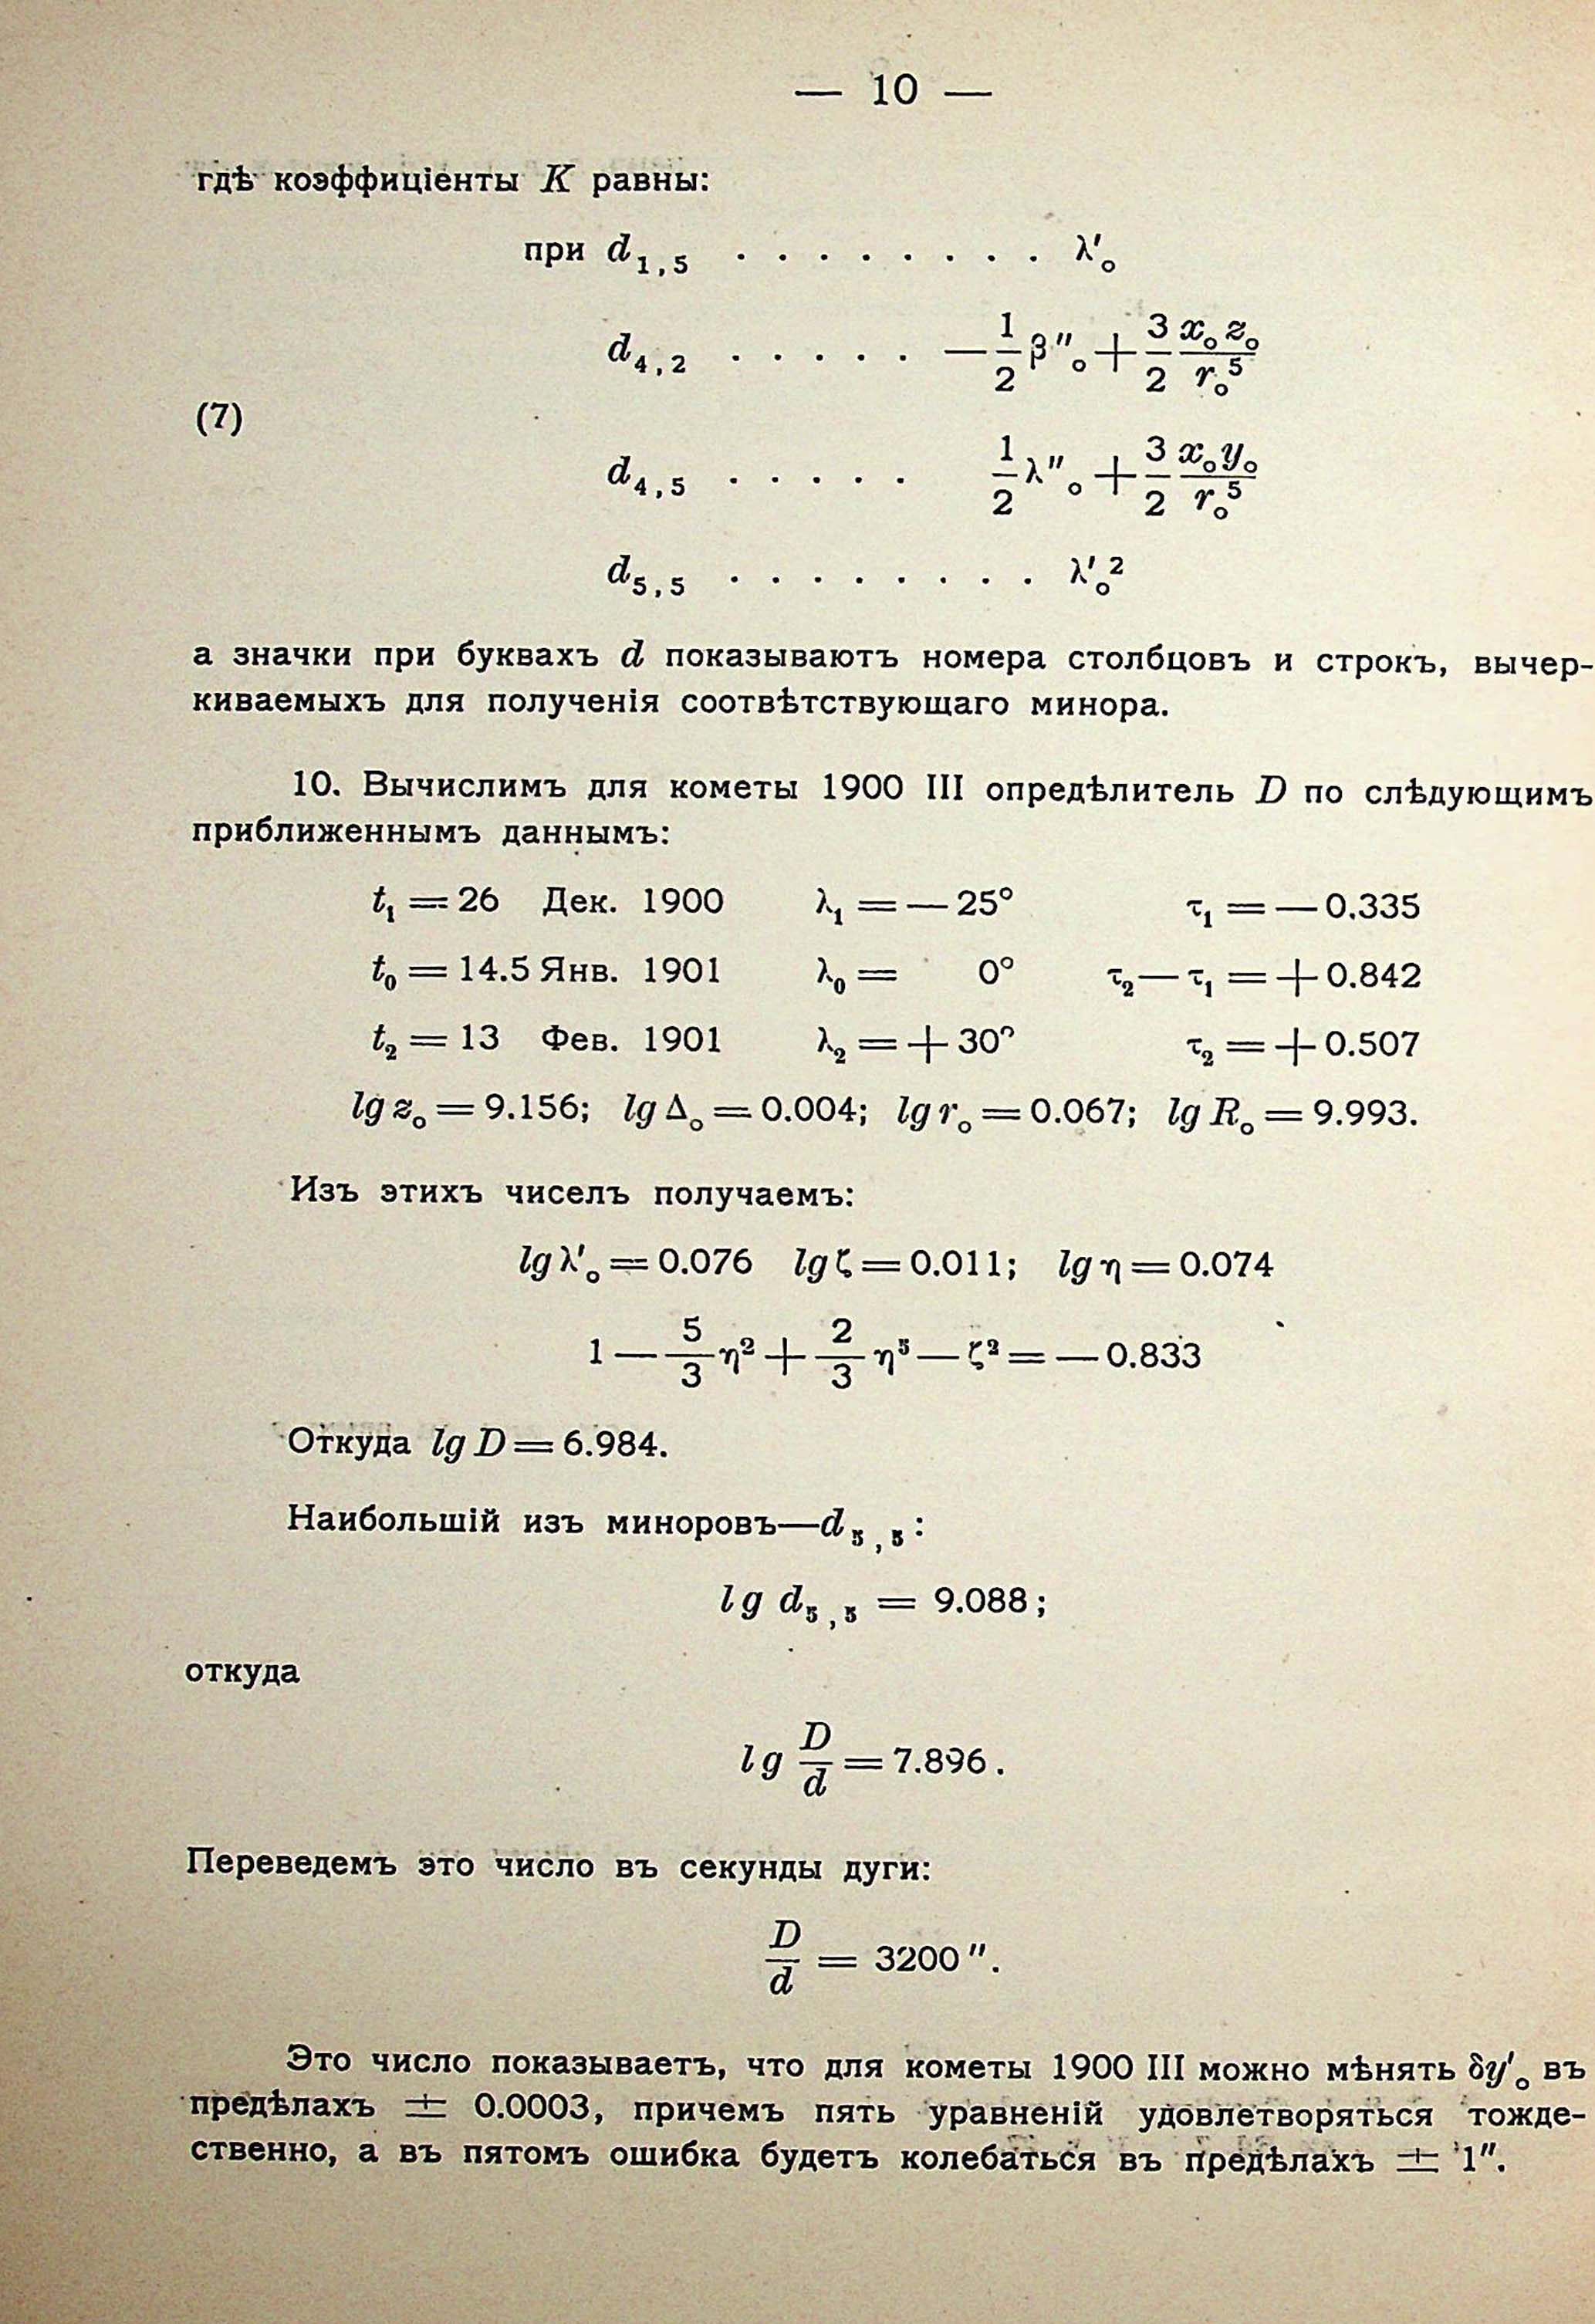 — 10 —
гдѣ коэффиціенты K равны:
при d₁,₅ . . . . . . . . λ′₀
d₄,₂ . . . . . — 1/2 β″₀ + 3/2 x₀z₀/r₀⁵
(7)
d₄,₅ . . . . . 1/2 λ″₀ + 3/2 x₀y₀/r₀⁵
d₅,₅ . . . . . . . . λ′₀²
а значки при буквахъ d показываютъ номера столбцовъ и строкъ, вычер-
киваемыхъ для полученія соотвѣтствующаго минора.
10. Вычислимъ для кометы 1900 III опредѣлитель D по слѣдующимъ
приближеннымъ даннымъ:
t₁ = 26 Дек. 1900 λ₁ = — 25° τ₁ = — 0.335
t₀ = 14.5 Янв. 1901 λ₀ = 0° τ₂ — τ₁ = + 0.842
t₂ = 13 Фев. 1901 λ₂ = + 30° τ₂ = + 0.507
lg z₀ = 9.156; lg Δ₀ = 0.004; lg r₀ = 0.067; lg R₀ = 9.993.
Изъ этихъ чиселъ получаемъ:
lg λ′₀ = 0.076 lg ζ = 0.011; lg η = 0.074
1 — 5/3 η² + 2/3 η⁵ — ζ² = — 0.833
Откуда lg D = 6.984.
Наибольшій изъ миноровъ—d₅,₅:
lg d₅,₅ = 9.088;
откуда
lg D/d = 7.896.
Переведемъ это число въ секунды дуги:
D/d = 3200″.
Это число показываетъ, что для кометы 1900 III можно мѣнять δy′₀ въ
предѣлахъ ± 0.0003, причемъ пять уравненій удовлетворяться тожде-
ственно, а въ пятомъ ошибка будетъ колебаться въ предѣлахъ ± 1″.